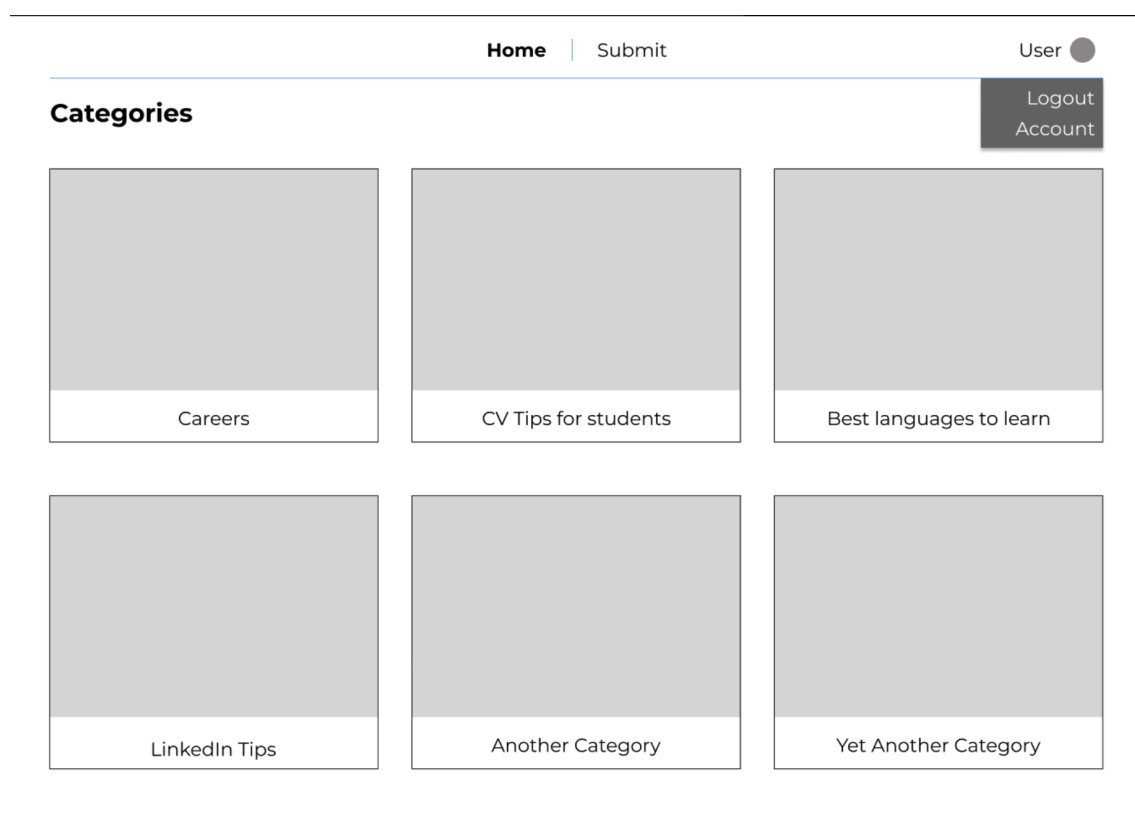 Home Submit User
Logout
Account
Categories
Careers
CV Tips for students
Best languages to learn
LinkedIn Tips
Another Category
Yet Another Category